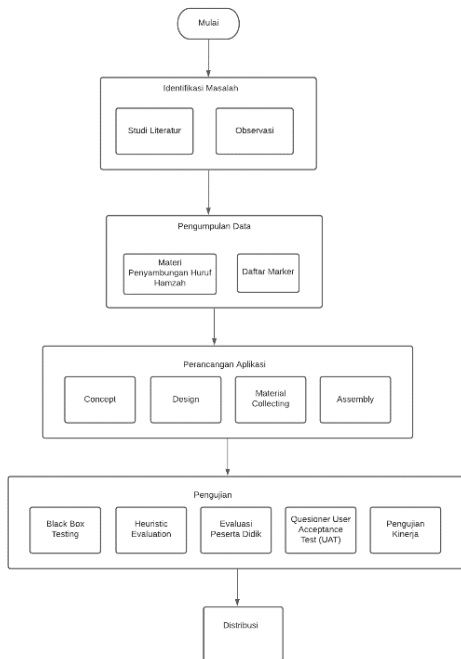 Mulai
Identifikasi Masalah
Studi Literatur
Observasi
Pengumpulan Data
Materi
Penyambungan Huruf
Hamzah
Daftar Marker
Perancangan Aplikasi
Concept
Design
Material
Collecting
Assembly
Pengujian
Black Box
Testing
Heuristic
Evaluation
Evaluasi
Peserta Didik
Quesioner User
Acceptance
Test (UAT)
Pengujian
Kinerja
Distribusi